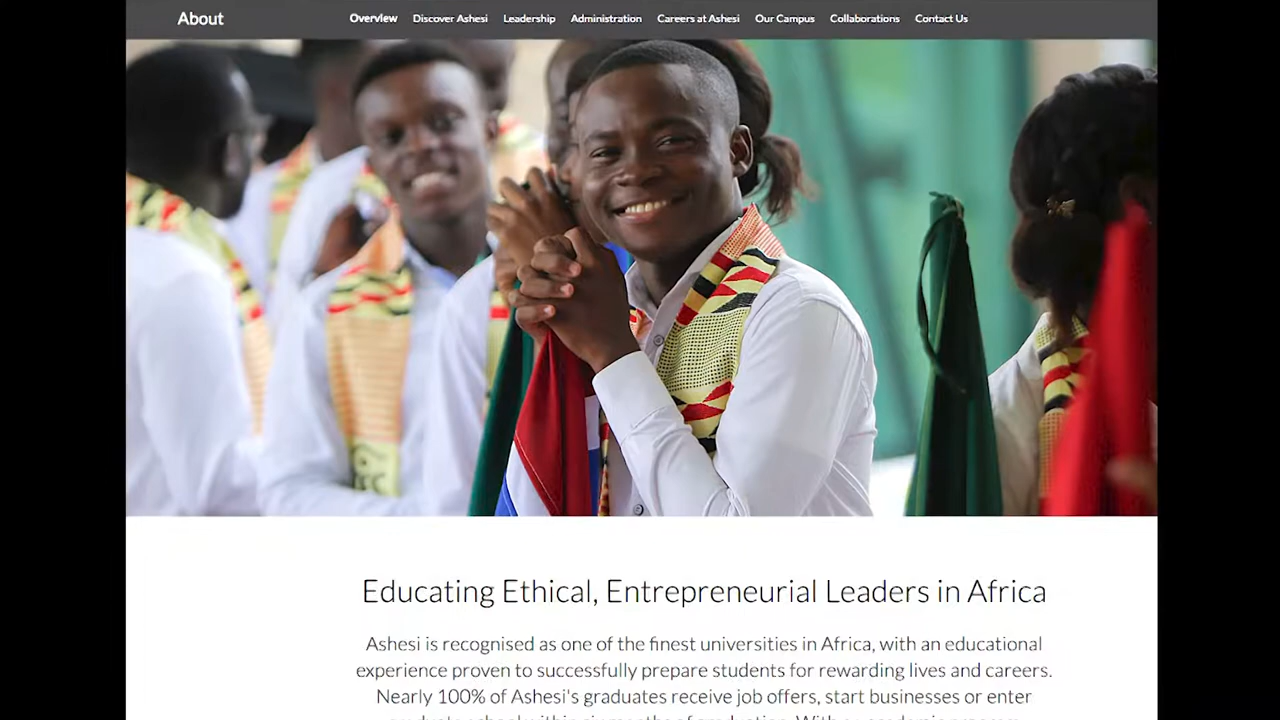 About
Overview Discover Ashesi Leadership Administration Careers at Ashesi Our Campus Collaborations Contact Us
Educating Ethical, Entrepreneurial Leaders in Africa
Ashesi is recognised as one of the finest universities in Africa, with an educational
experience proven to successfully prepare students for rewarding lives and careers.
Nearly 100% of Ashesi's graduates receive job offers, start businesses or enter